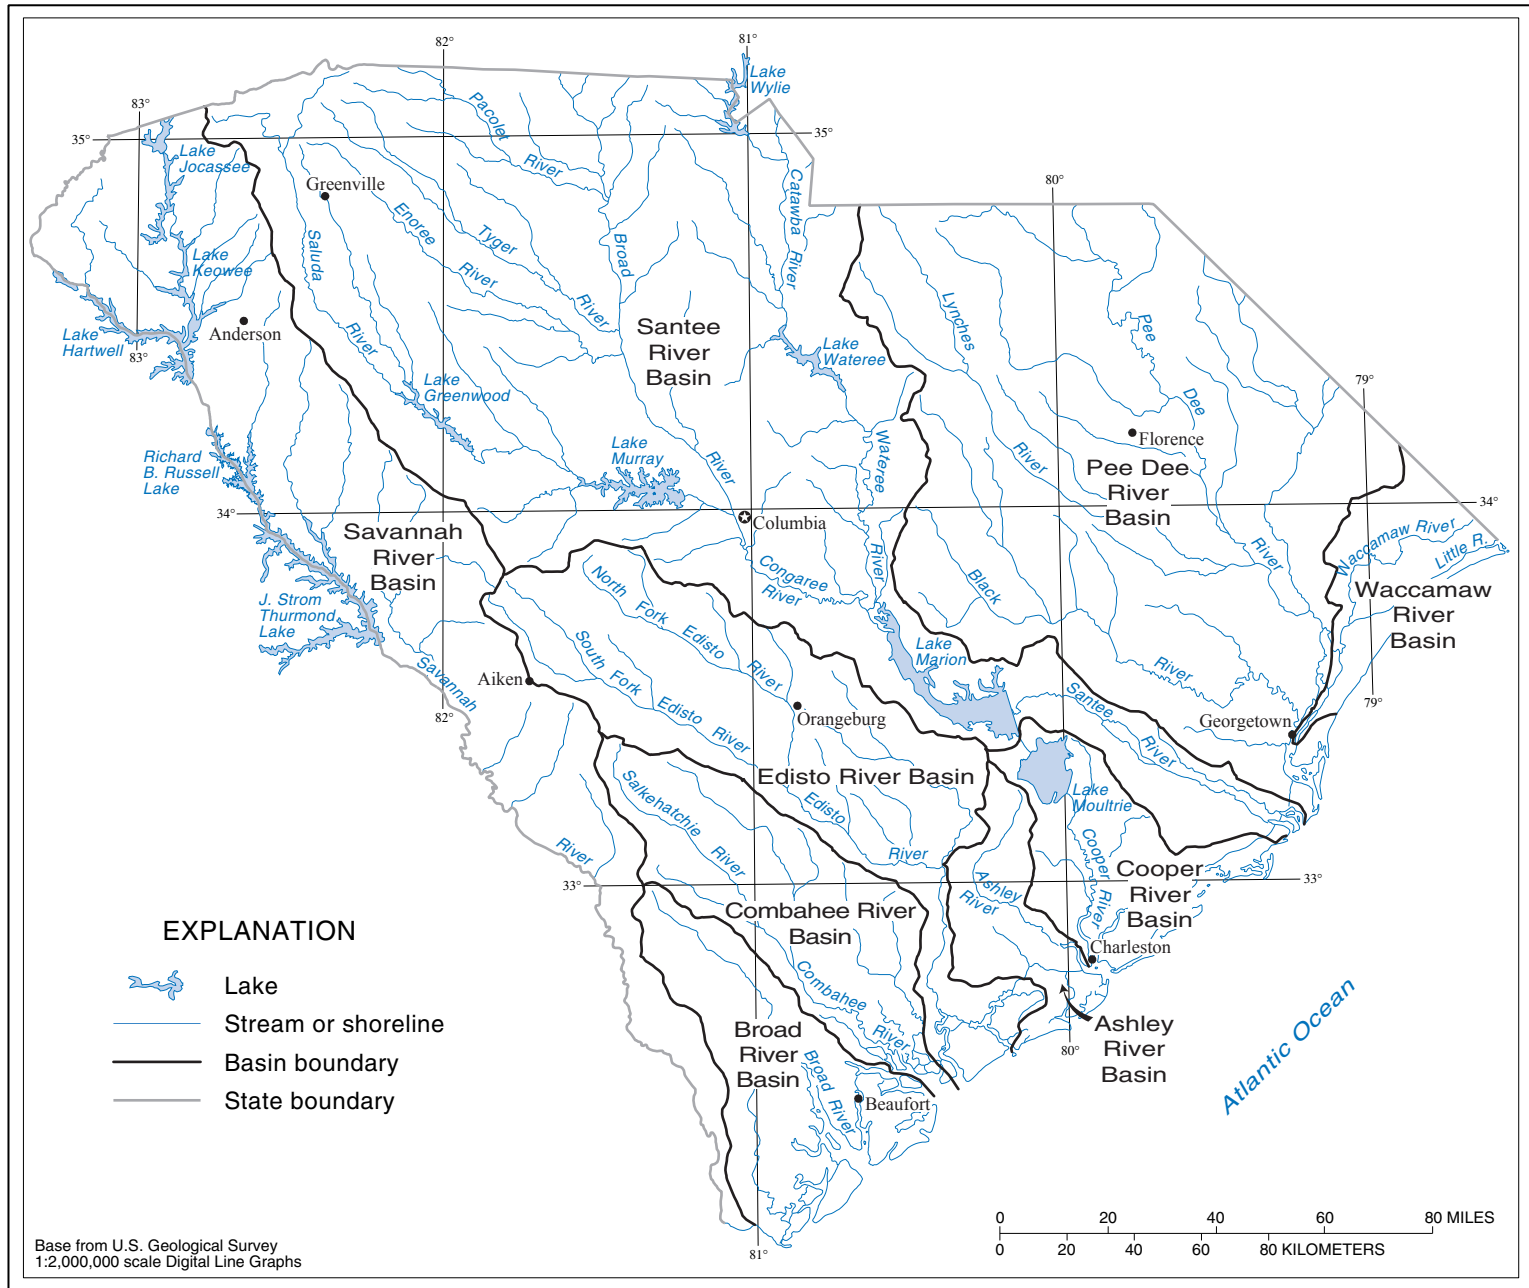 82°
81°
Lake
Wylie
83°
35°
35°
Pacolet
River
Lake
Jocassee
Greenville
Catawba
River
80°
Enoree
River
Tyger
River
Broad
River
Saluda
River
Lake
Keowee
Anderson
Lake
Hartwell
83°
Santee
River
Basin
Lake
Wateree
Lynches
River
Pee
Dee
River
79°
Lake
Greenwood
Florence
Lake
Murray
Wateree
River
Richard
B. Russell
Lake
Pee Dee
River
Basin
34°
34°
Columbia
Savannah
River
Basin
Waccamaw River
Little R.
Congaree
River
North
Fork
Edisto
River
Black
River
Waccamaw
River
Basin
J. Strom
Thurmond
Lake
South
Fork
Edisto
River
Lake
Marion
Savannah
River
Aiken
Santee
River
82°
Orangeburg
Georgetown
79°
Edisto River Basin
Salkehatchie
River
Edisto
River
Lake
Moultrie
Cooper
River
33°
33°
Ashley
River
Cooper
River
Basin
EXPLANATION
Combahee River
Basin
Charleston
Lake
Combahee
River
Stream or shoreline
Broad
River
Basin
Ashley
River
Basin
80°
Basin boundary
Broad River
State boundary
Beaufort
Atlantic Ocean
0 20 40 60 80 MILES
0 20 40 60 80 KILOMETERS
81°
Base from U.S. Geological Survey
1:2,000,000 scale Digital Line Graphs